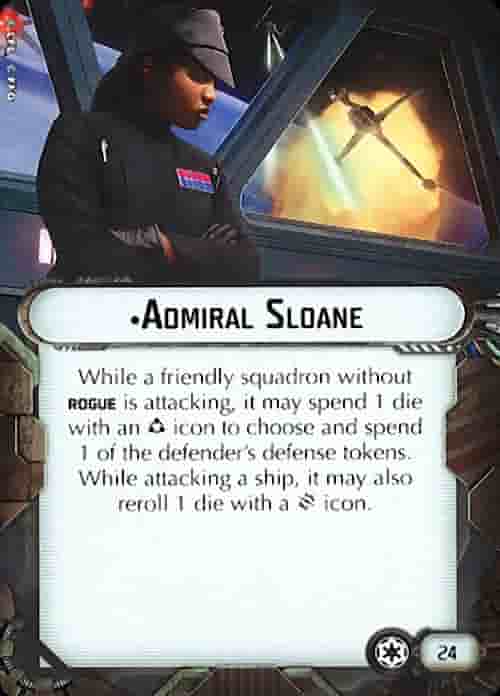 •Admiral Sloane
While a friendly squadron without
ROGUE is attacking, it may spend 1 die
with an icon to choose and spend
1 of the defender's defense tokens.
While attacking a ship, it may also
reroll 1 die with a icon.
24